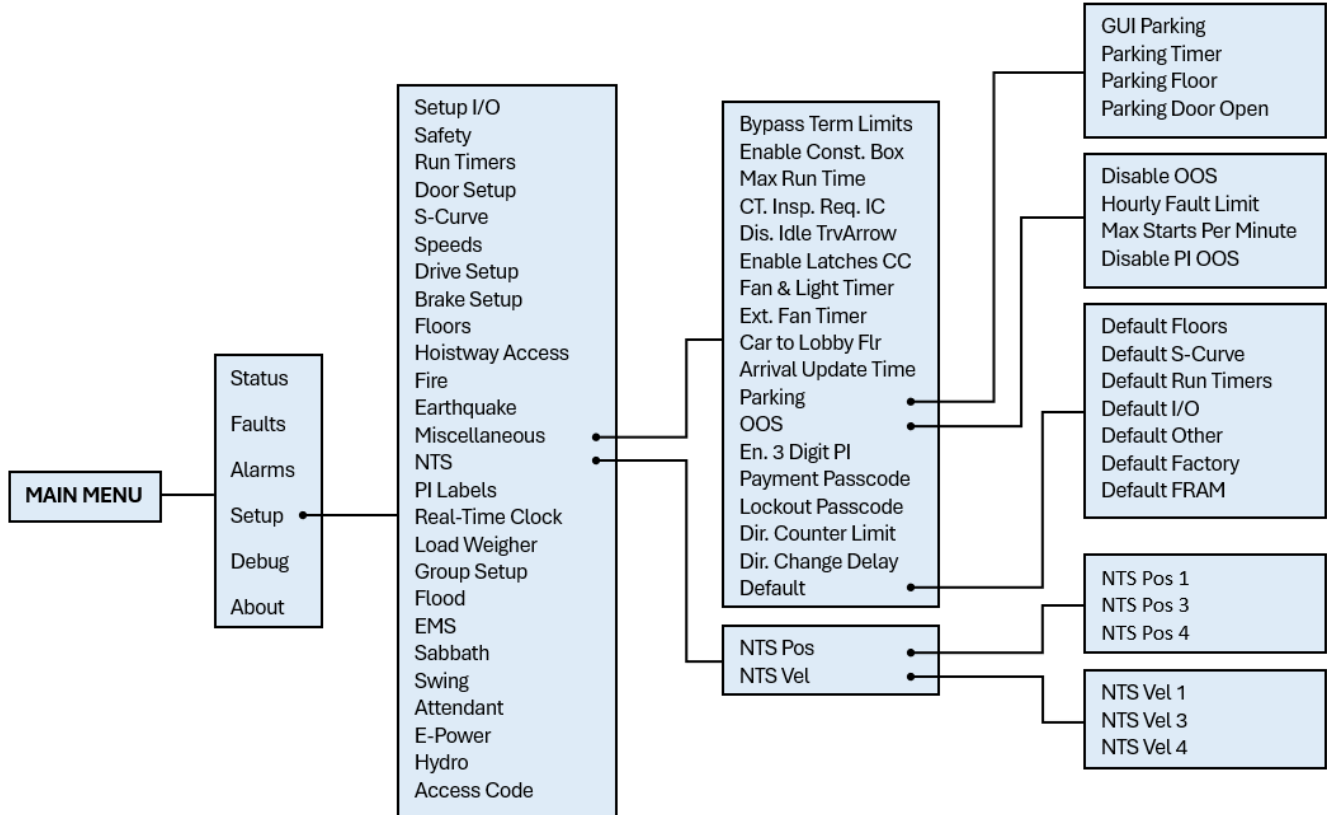 MAIN MENU
Status
Faults
Alarms
Setup
Debug
About
Setup I/O
Safety
Run Timers
Door Setup
S-Curve
Speeds
Drive Setup
Brake Setup
Floors
Hoistway Access
Fire
Earthquake
Miscellaneous
NTS
PI Labels
Real-Time Clock
Load Weigher
Group Setup
Flood
EMS
Sabbath
Swing
Attendant
E-Power
Hydro
Access Code
Bypass Term Limits
Enable Const. Box
Max Run Time
CT. Insp. Req. IC
Dis. Idle TrvArrow
Enable Latches CC
Fan & Light Timer
Ext. Fan Timer
Car to Lobby Flr
Arrival Update Time
Parking
OOS
En. 3 Digit PI
Payment Passcode
Lockout Passcode
Dir. Counter Limit
Dir. Change Delay
Default
NTS Pos
NTS Vel
GUI Parking
Parking Timer
Parking Floor
Parking Door Open
Disable OOS
Hourly Fault Limit
Max Starts Per Minute
Disable PI OOS
Default Floors
Default S-Curve
Default Run Timers
Default I/O
Default Other
Default Factory
Default FRAM
NTS Pos 1
NTS Pos 3
NTS Pos 4
NTS Vel 1
NTS Vel 3
NTS Vel 4